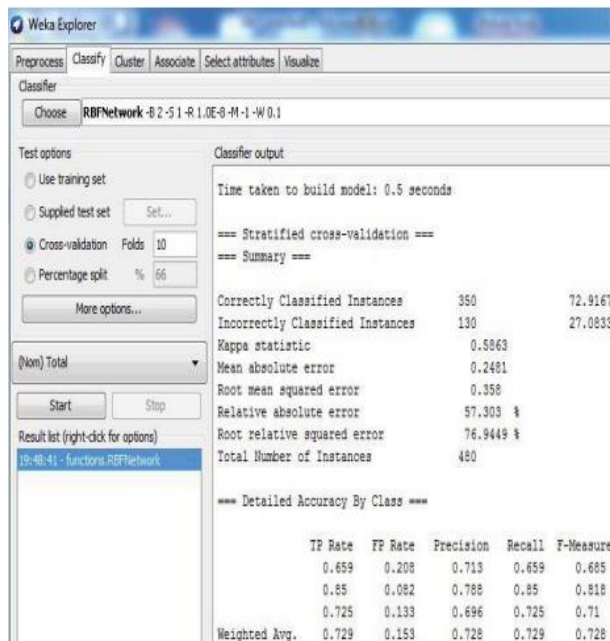 Weka Explorer
Preprocess Classify Cluster Associate Select attributes Visualize
Classifier
Choose RBFNetwork -B 2 -S 1 -R 1.0E-8 -M -1 -W 0.1
Test options
Use training set
Supplied test set Set...
Cross-validation Folds 10
Percentage split % 66
More options...
(Nom) Total
Start Stop
Result list (right-click for options)
19:48:41 - functions.RBFNetwork
Classifier output
Time taken to build model: 0.5 seconds
=== Stratified cross-validation ===
=== Summary ===
Correctly Classified Instances 350 72.9167
Incorrectly Classified Instances 130 27.0833
Kappa statistic 0.5863
Mean absolute error 0.2481
Root mean squared error 0.358
Relative absolute error 57.303 %
Root relative squared error 76.9449 %
Total Number of Instances 480
=== Detailed Accuracy By Class ===
TP Rate FP Rate Precision Recall F-Measure
0.659 0.208 0.713 0.659 0.685
0.85 0.082 0.788 0.85 0.818
0.725 0.133 0.696 0.725 0.71
Weighted Avg. 0.729 0.153 0.728 0.729 0.728